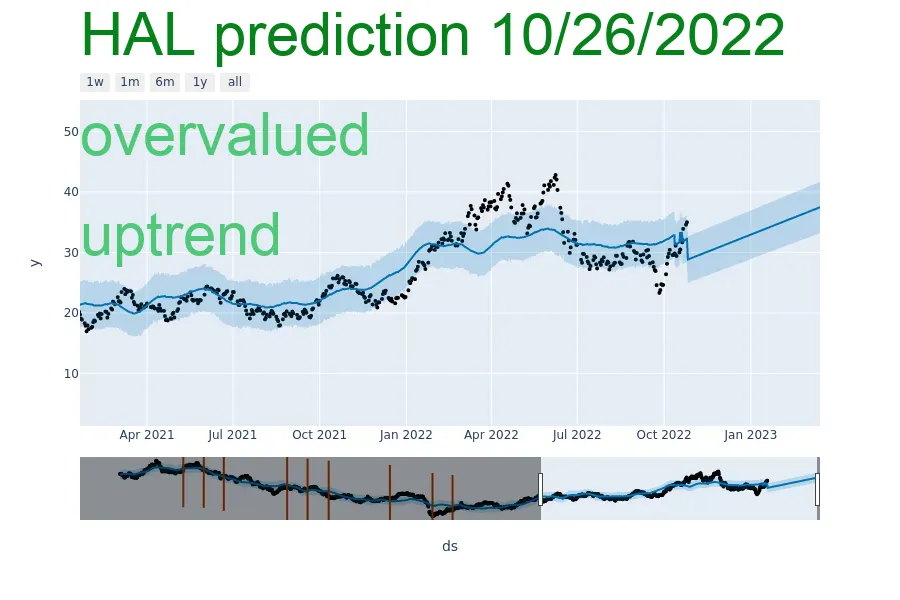 HAL prediction 10/26/2022
1w 1m 6m 1y all
50 overvalued
40
uptrend
30
y
20
10
Apr 2021 Jul 2021 Oct 2021 Jan 2022 Apr 2022 Jul 2022 Oct 2022 Jan 2023
ds